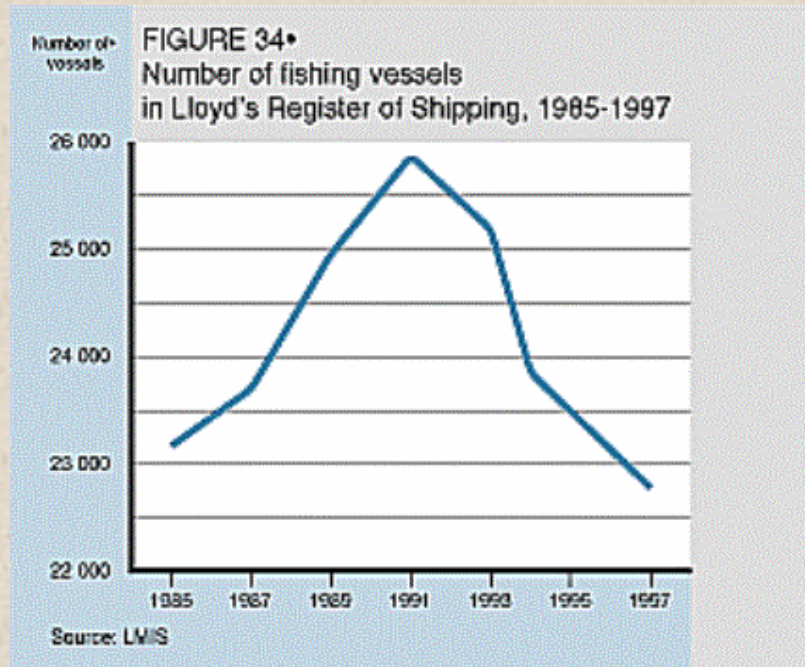 Number of
vessels
FIGURE 34•
Number of fishing vessels
in Lloyd's Register of Shipping, 1985-1997
26 000
25 000
24 000
23 000
22 000
1985 1987 1989 1991 1993 1995 1997
Source: LMIS